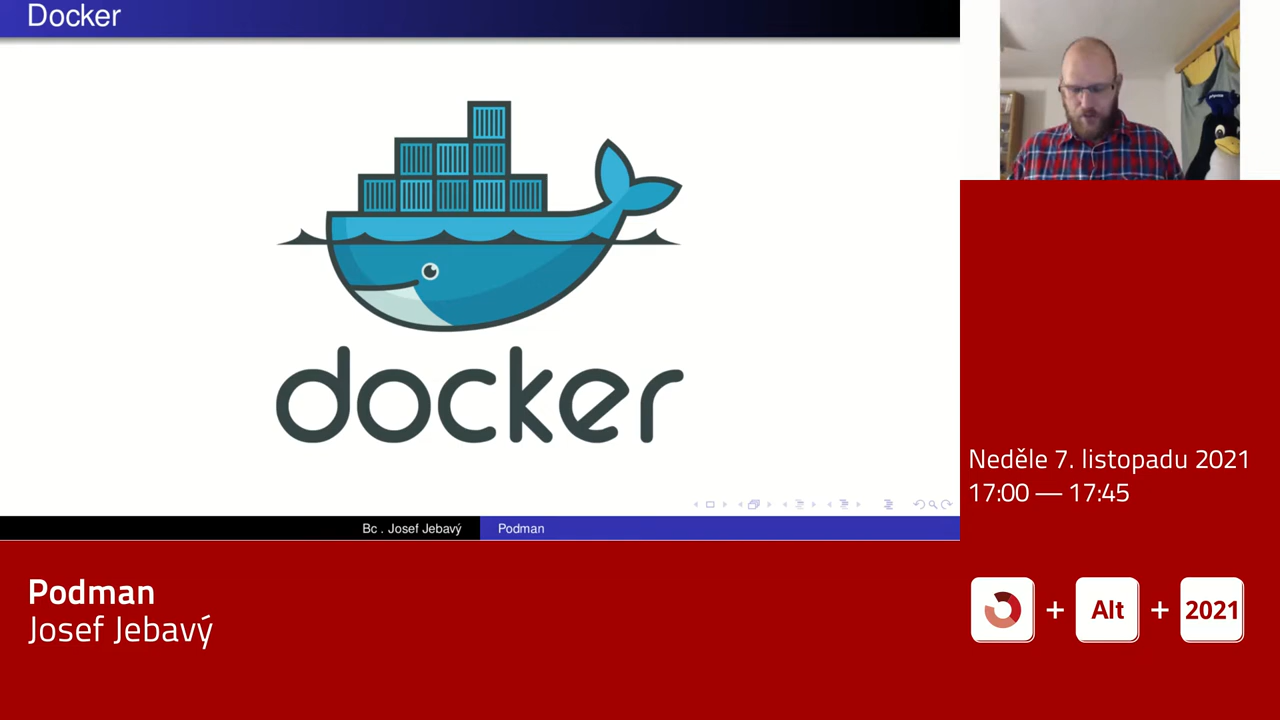 Docker
docker
Bc . Josef Jebavý
Podman
Neděle 7. listopadu 2021
17:00 — 17:45
Podman
Josef Jebavý
+ Alt + 2021